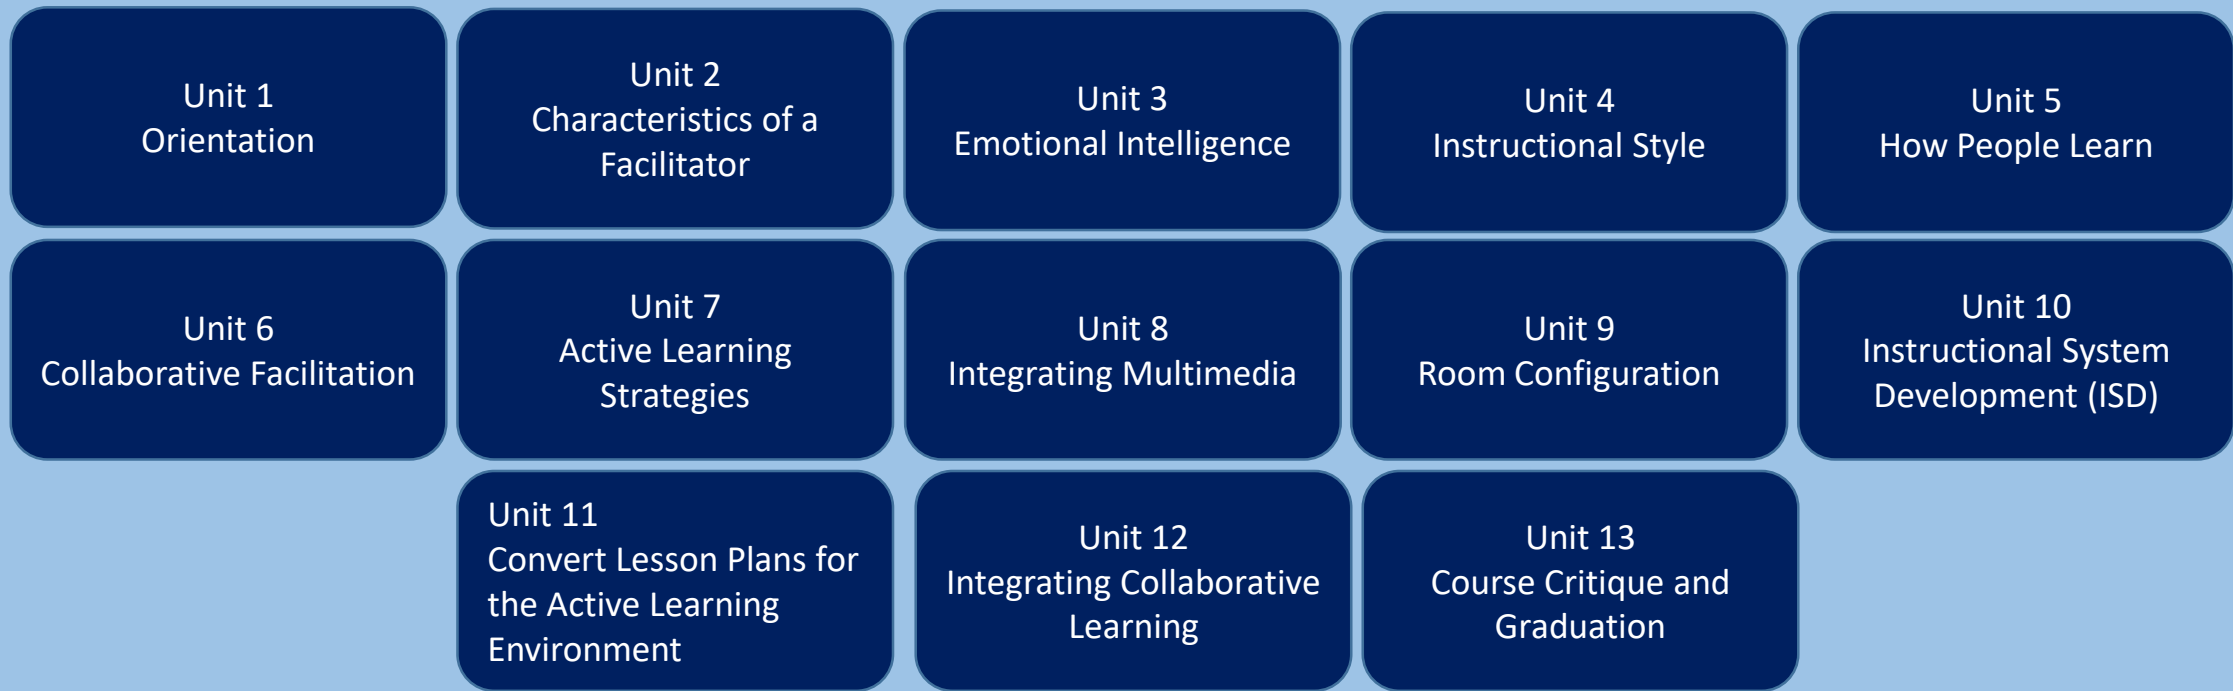 Unit 1
Orientation
Unit 2
Characteristics of a
Facilitator
Unit 3
Emotional Intelligence
Unit 4
Instructional Style
Unit 5
How People Learn
Unit 6
Collaborative Facilitation
Unit 7
Active Learning
Strategies
Unit 8
Integrating Multimedia
Unit 9
Room Configuration
Unit 10
Instructional System
Development (ISD)
Unit 11
Convert Lesson Plans for
the Active Learning
Environment
Unit 12
Integrating Collaborative
Learning
Unit 13
Course Critique and
Graduation